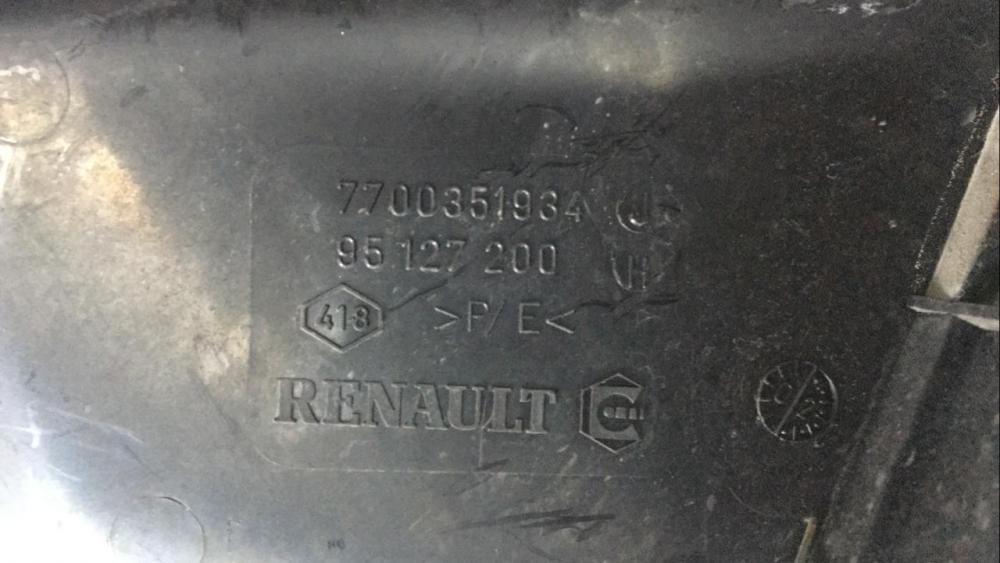 7700351934 J
95 127 200 H
418 >P/E<
RENAULT